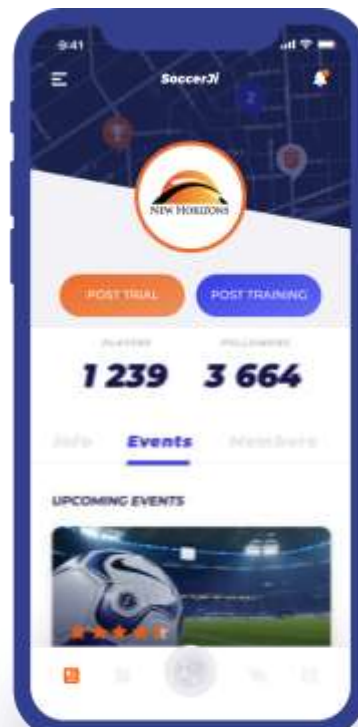 9:41
SoccerJi
2
NEW HORIZONS
POST TRIAL
POST TRAINING
PLAYERS
FOLLOWERS
1 239
3 664
Info
Events
Members
UPCOMING EVENTS